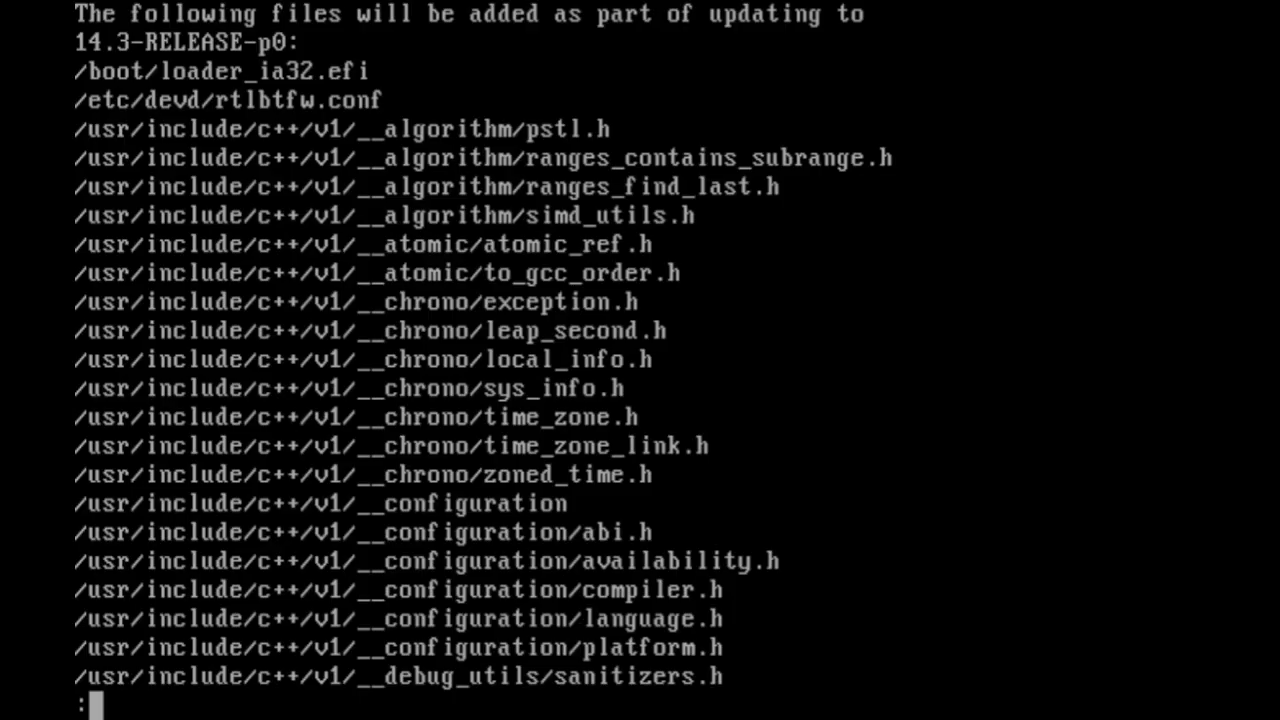 The following files will be added as part of updating to
14.3-RELEASE-p0:
/boot/loader_ia32.efi
/etc/devd/rtlbtfw.conf
/usr/include/c++/v1/__algorithm/pstl.h
/usr/include/c++/v1/__algorithm/ranges_contains_subrange.h
/usr/include/c++/v1/__algorithm/ranges_find_last.h
/usr/include/c++/v1/__algorithm/simd_utils.h
/usr/include/c++/v1/__atomic/atomic_ref.h
/usr/include/c++/v1/__atomic/to_gcc_order.h
/usr/include/c++/v1/__chrono/exception.h
/usr/include/c++/v1/__chrono/leap_second.h
/usr/include/c++/v1/__chrono/local_info.h
/usr/include/c++/v1/__chrono/sys_info.h
/usr/include/c++/v1/__chrono/time_zone.h
/usr/include/c++/v1/__chrono/time_zone_link.h
/usr/include/c++/v1/__chrono/zoned_time.h
/usr/include/c++/v1/__configuration
/usr/include/c++/v1/__configuration/abi.h
/usr/include/c++/v1/__configuration/availability.h
/usr/include/c++/v1/__configuration/compiler.h
/usr/include/c++/v1/__configuration/language.h
/usr/include/c++/v1/__configuration/platform.h
/usr/include/c++/v1/__debug_utils/sanitizers.h
: